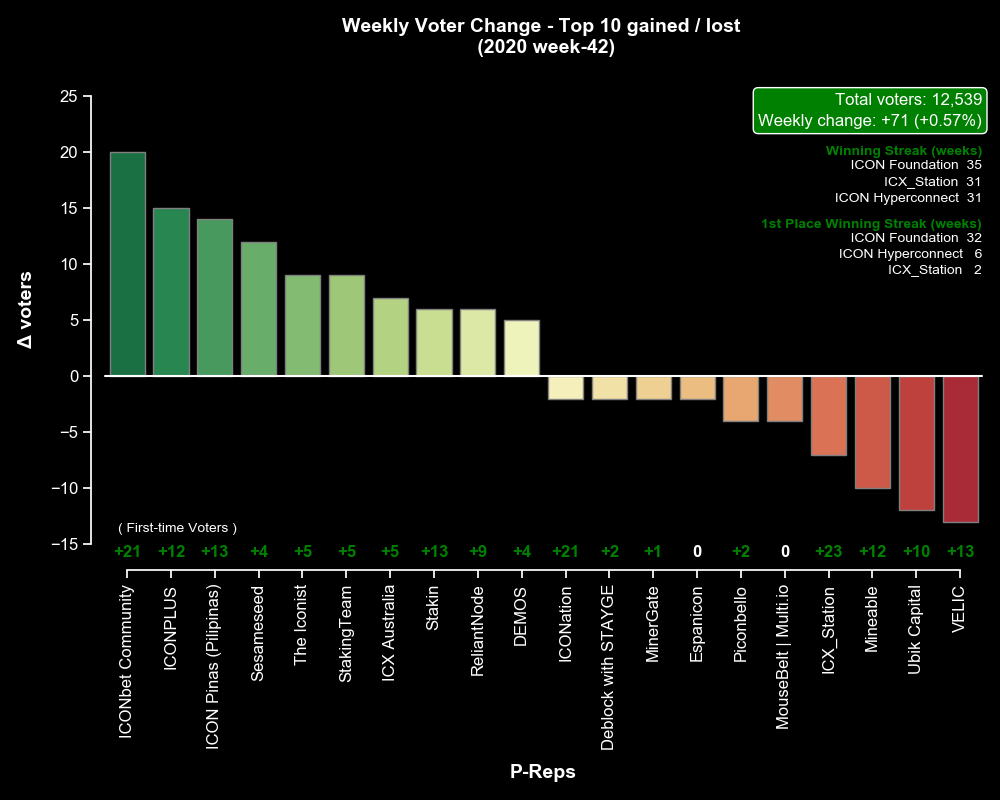 Weekly Voter Change - Top 10 gained / lost
(2020 week-42)
Total voters: 12,539
Weekly change: +71 (+0.57%)
Winning Streak (weeks)
ICON Foundation 35
ICX_Station 31
ICON Hyperconnect 31
1st Place Winning Streak (weeks)
ICON Foundation 32
ICON Hyperconnect 6
ICX_Station 2
Δ voters
25
20
15
10
5
0
−5
−10
−15
( First-time Voters )
+21 +12 +13 +4 +5 +5 +5 +13 +9 +4 +21 +2 +1 0 +2 0 +23 +12 +10 +13
ICONbet Community
ICONPLUS
ICON Pinas (Pilipinas)
Sesameseed
The Iconist
StakingTeam
ICX Australia
Stakin
ReliantNode
DEMOS
ICONation
Deblock with STAYGE
MinerGate
Espanicon
Piconbello
MouseBelt | Multi.io
ICX_Station
Mineable
Ubik Capital
VELIC
P-Reps